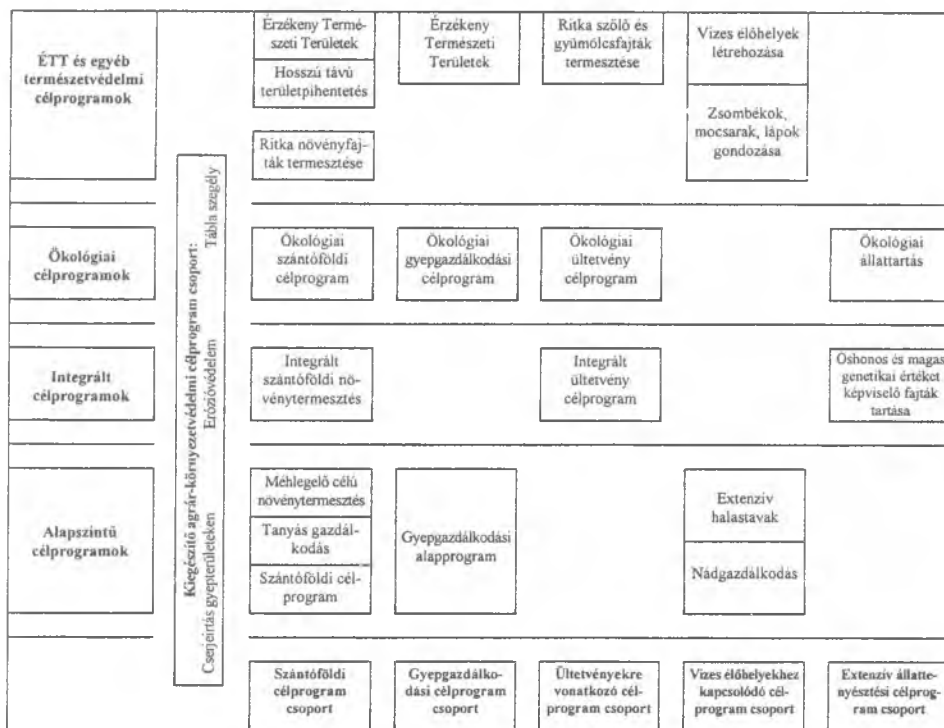 ÉTT és egyéb
természetvédelmi
célprogramok
Érzékeny Termé-
szeti Területek
Hosszú távú
területpihentetés
Ritka növényfaj-
ták termesztése
Érzékeny
Természeti
Területek
Ritka szőlő és
gyümölcsfajták
termesztése
Vizes élőhelyek
létrehozása
Zsombékok,
mocsarak, lápok
gondozása
Kiegészítő agrár-környezetvédelmi célprogram csoport:
Cserjeirtás gyepterületeken Erózióvédelem Tábla szegély
Ökológiai
célprogramok
Ökológiai
szántóföldi
célprogram
Ökológiai
gyepgazdálkodási
célprogram
Ökológiai
ültetvény
célprogram
Ökológiai
állattartás
Integrált
célprogramok
Integrált
szántóföldi nö-
vénytermesztés
Integrált
ültetvény
célprogram
Őshonos és magas
genetikai értéket
képviselő fajták
tartása
Alapszintű
célprogramok
Méhlegelő célú
növénytermesztés
Tanyás gazdál-
kodás
Szántóföldi cél-
program
Gyepgazdálkodási
alapprogram
Extenzív
halastavak
Nádgazdálkodás
Szántóföldi
célprogram
csoport
Gyepgazdálko-
dási célprogram
csoport
Ültetvényekre
vonatkozó cél-
program csoport
Vizes élőhelyekhez
kapcsolódó cél-
program csoport
Extenzív állatte-
nyésztési célprog-
ram csoport